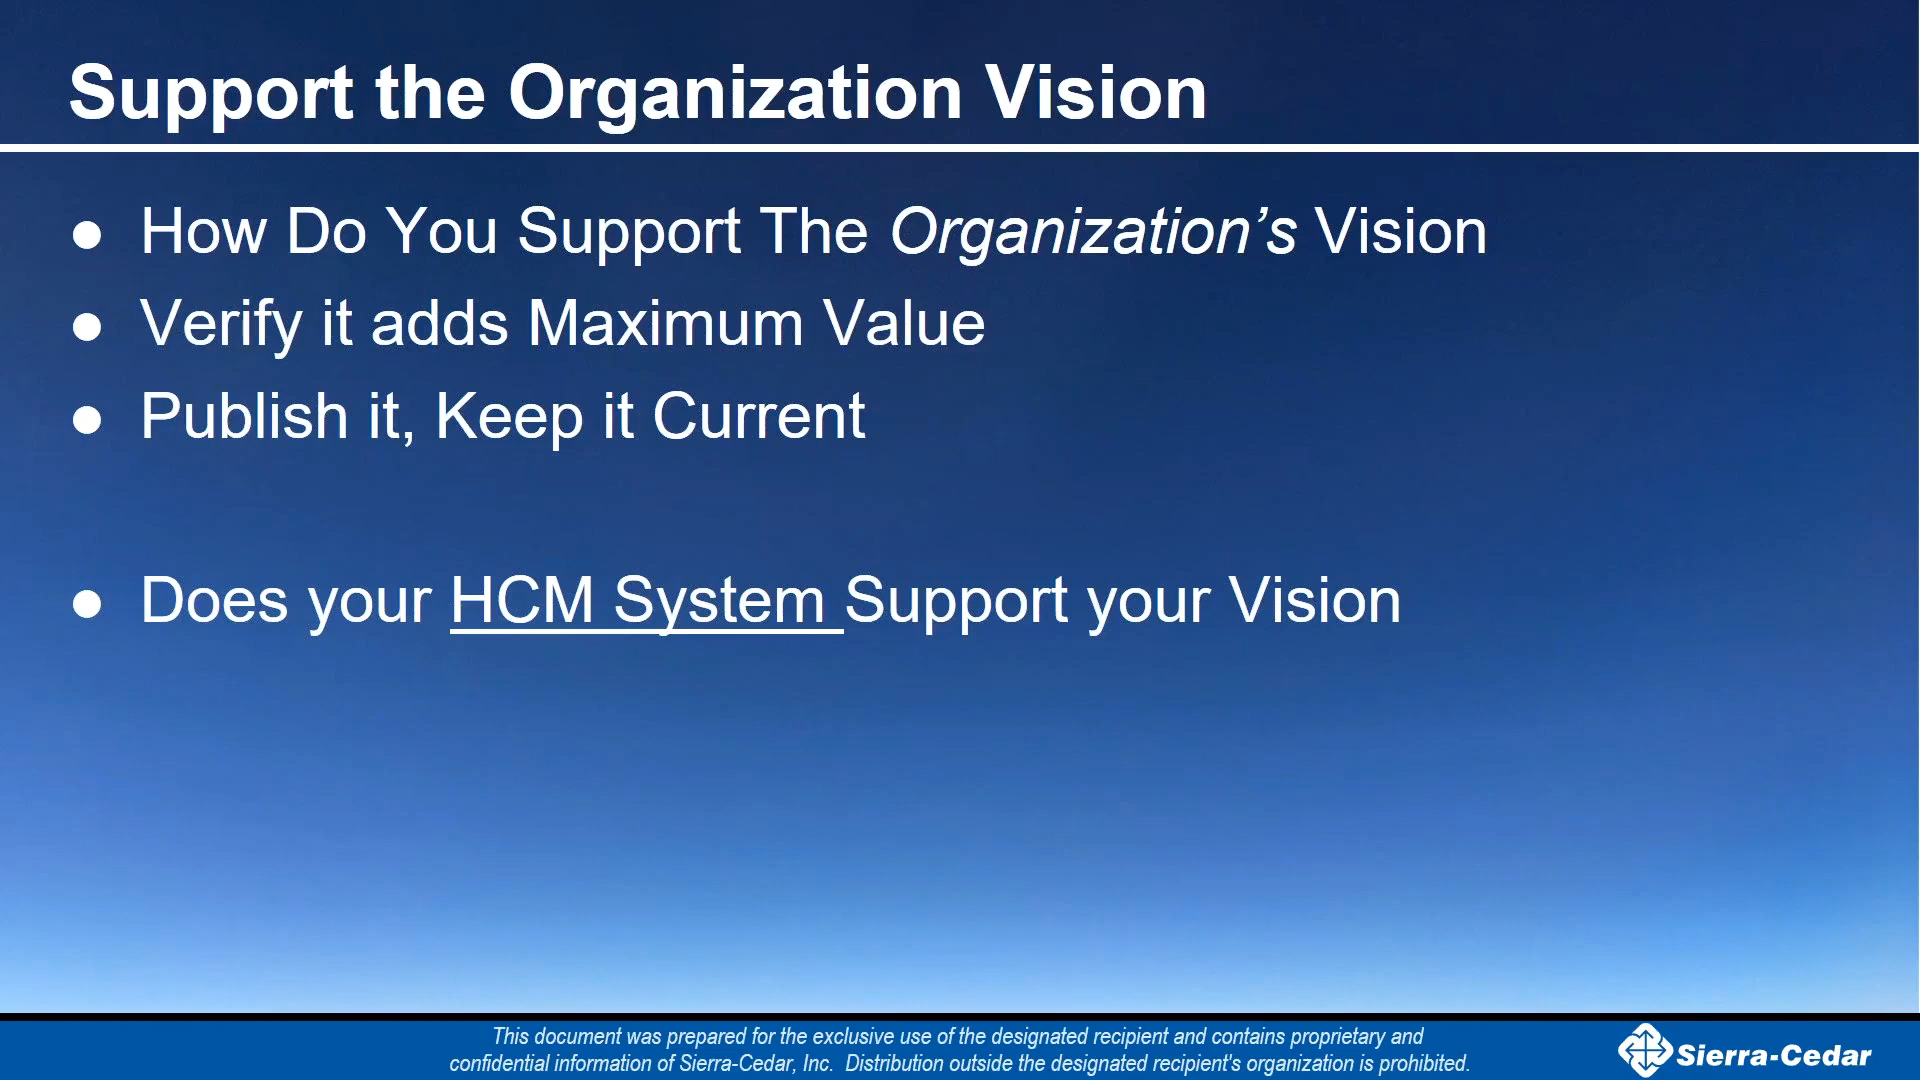 Support the Organization Vision
● How Do You Support The Organization’s Vision
● Verify it adds Maximum Value
● Publish it, Keep it Current
● Does your HCM System Support your Vision
This document was prepared for the exclusive use of the designated recipient and contains proprietary and
confidential information of Sierra-Cedar, Inc.  Distribution outside the designated recipient's organization is prohibited.
Sierra-Cedar